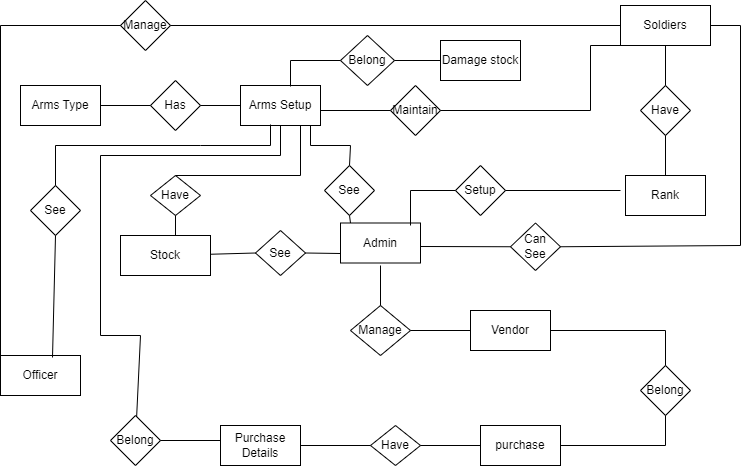 Manage
Soldiers
Belong
Damage stock
Arms Type
Has
Arms Setup
Maintain
Have
See
Have
See
Setup
Rank
Stock
See
Admin
Can
See
Manage
Vendor
Officer
Belong
Belong
Purchase
Details
Have
purchase